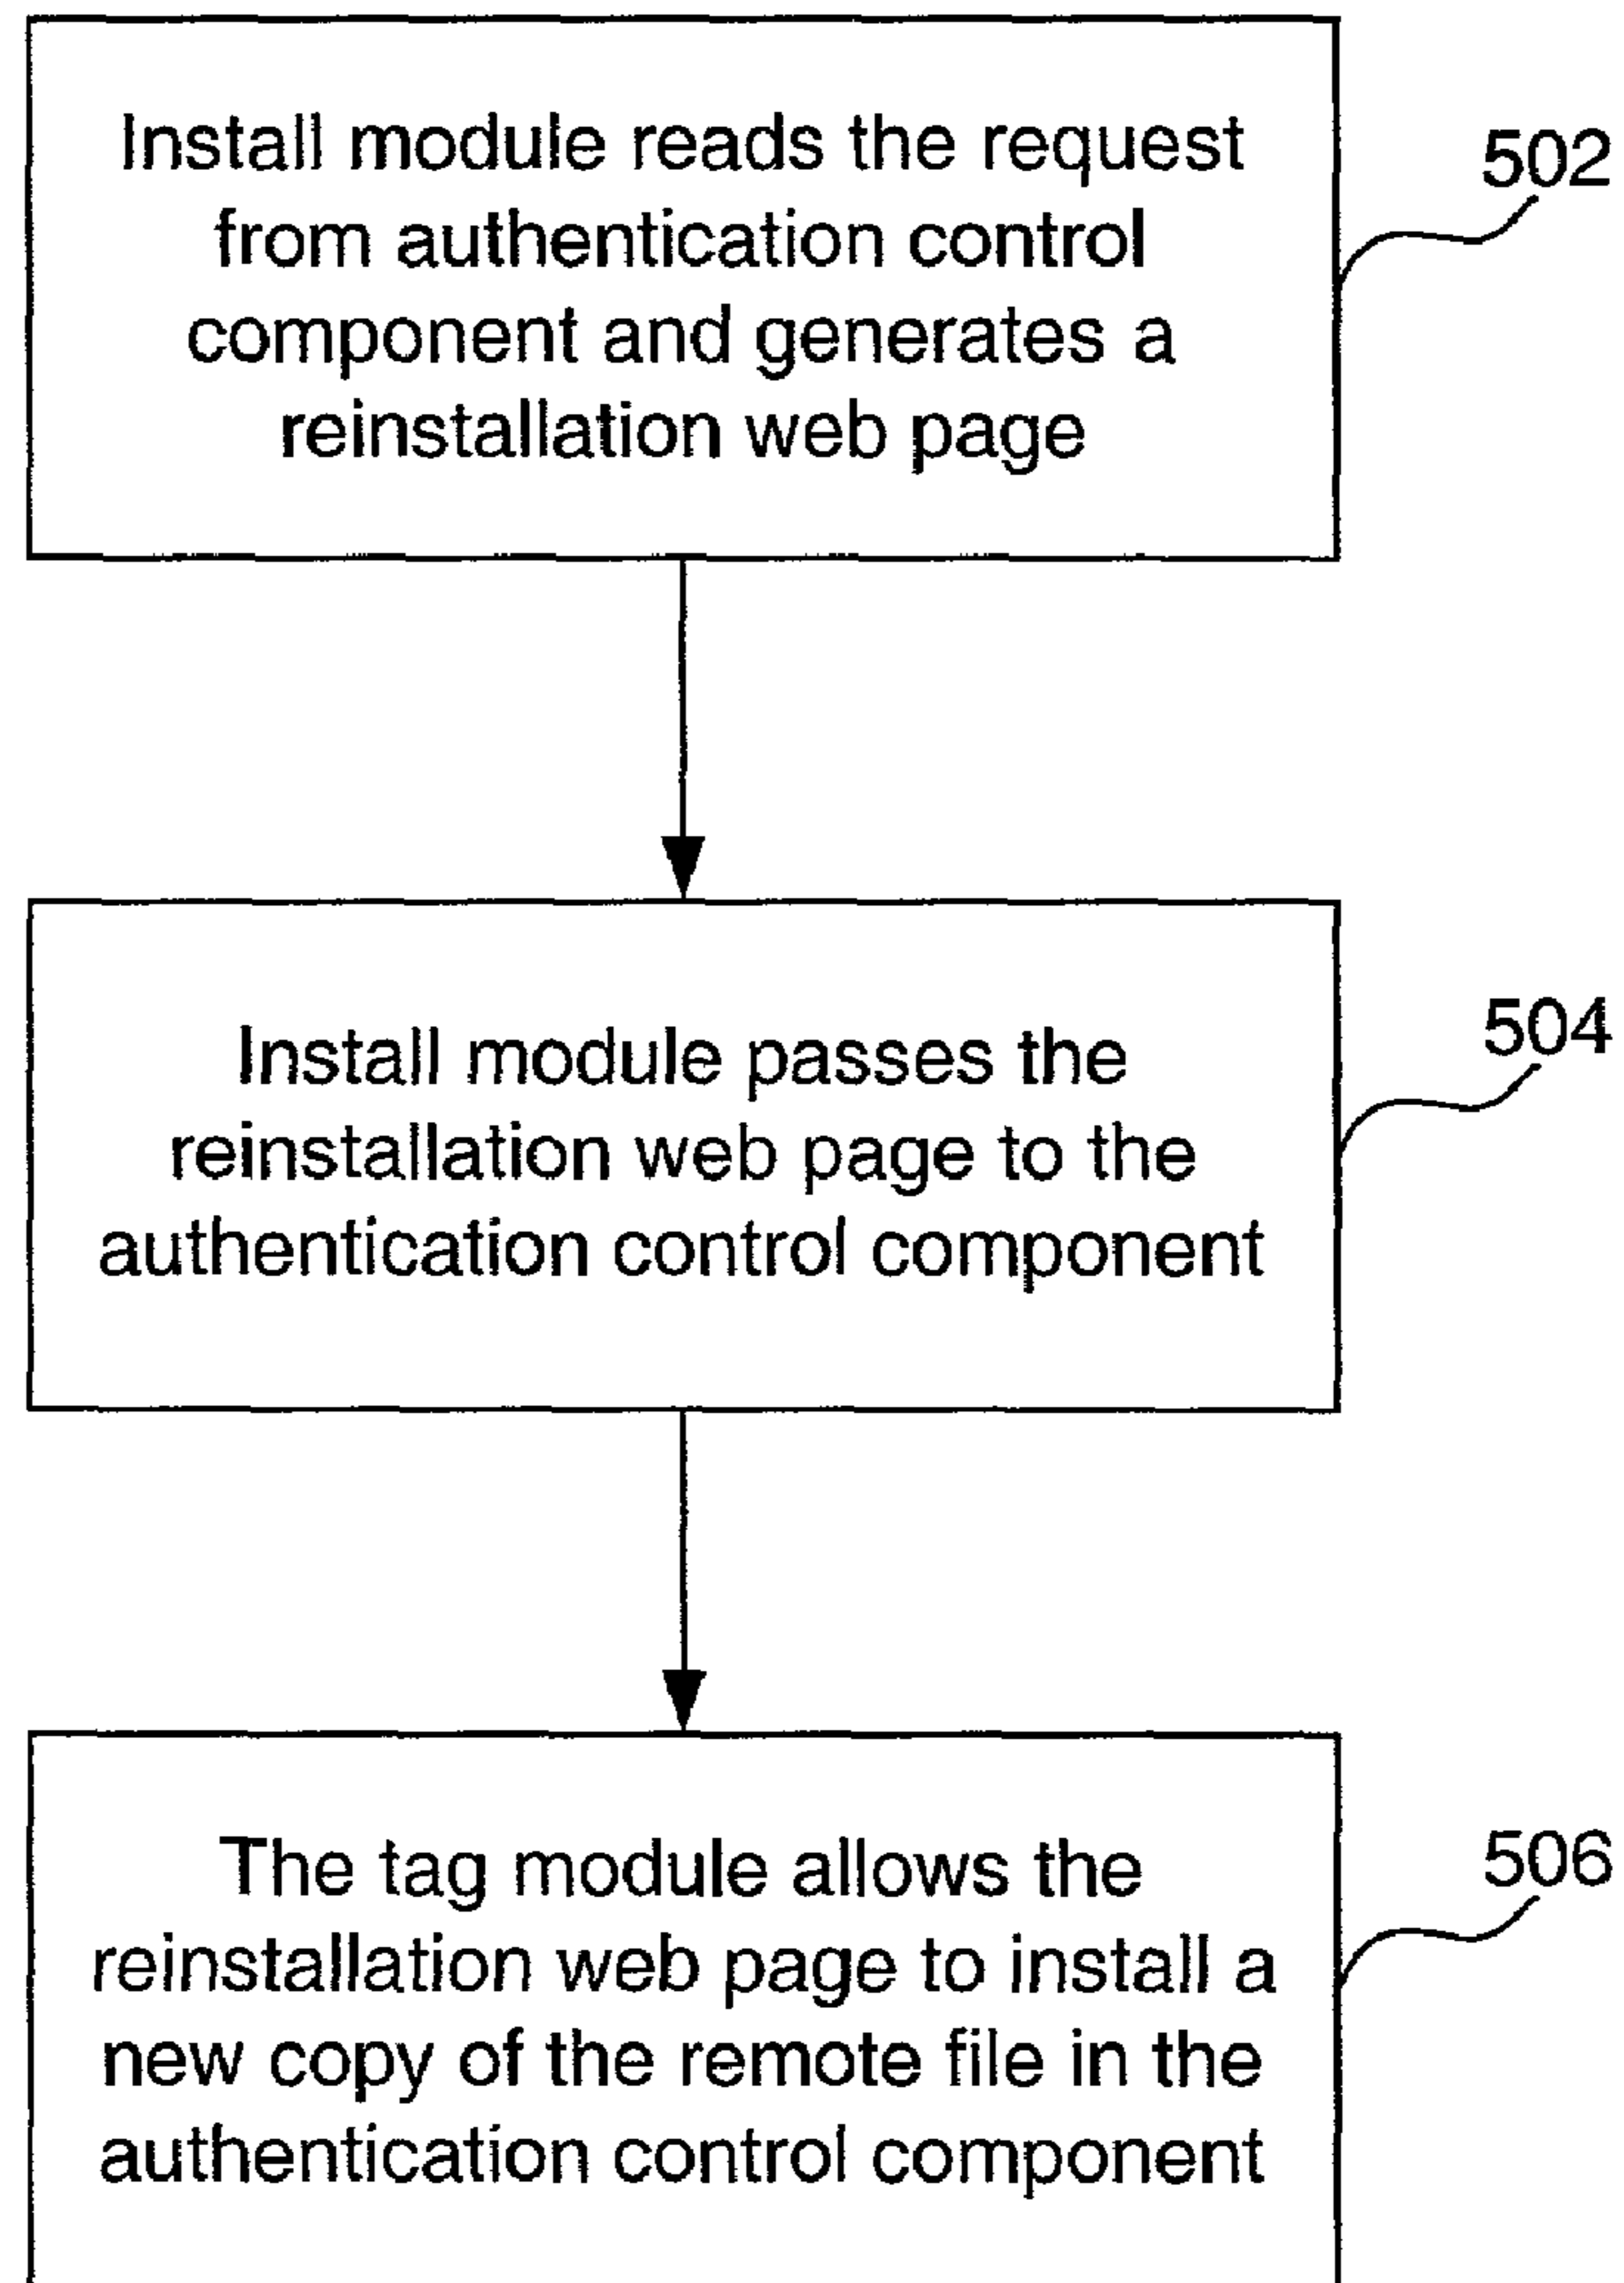 Install module reads the request
from authentication control
component and generates a
reinstallation web page
502
Install module passes the
reinstallation web page to the
authentication control component
504
The tag module allows the
reinstallation web page to install a
new copy of the remote file in the
authentication control component
506